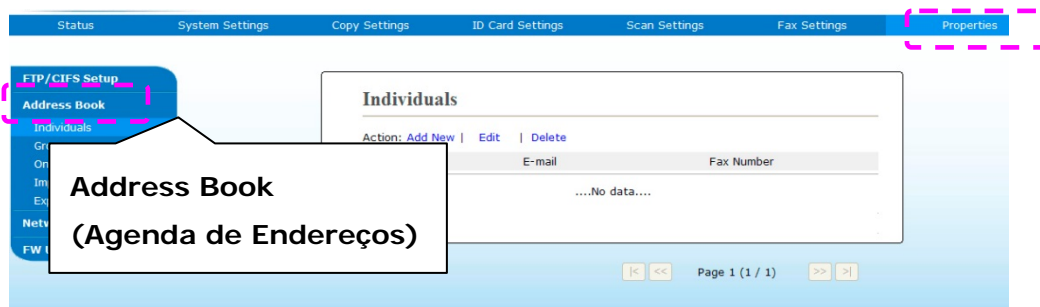 Status System Settings Copy Settings ID Card Settings Scan Settings Fax Settings Properties
FTP/CIFS Setup
Address Book
Individuals
Address Book
(Agenda de Endereços)
Individuals
Action: Add New | Edit | Delete
E-mail Fax Number
....No data....
|< << Page 1 (1 / 1) >> >|